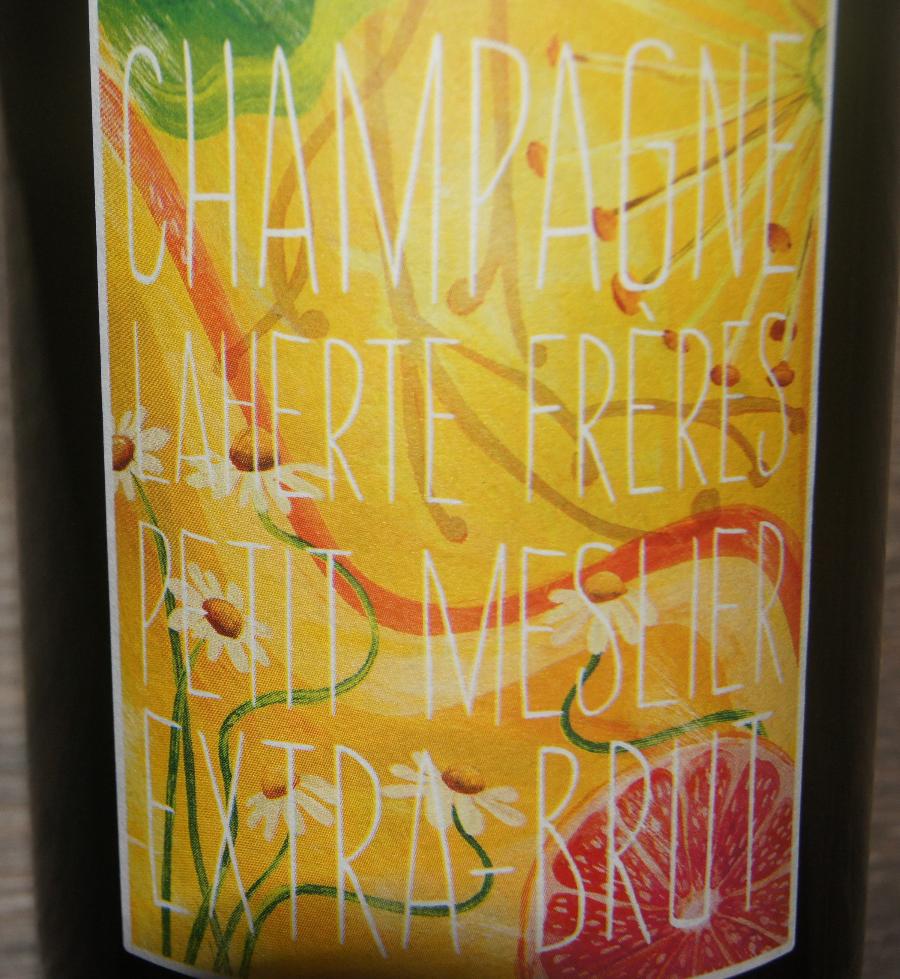 CHAMPAGNE
LAHERTE FRÈRES
PETIT MESLIER
EXTRA-BRUT